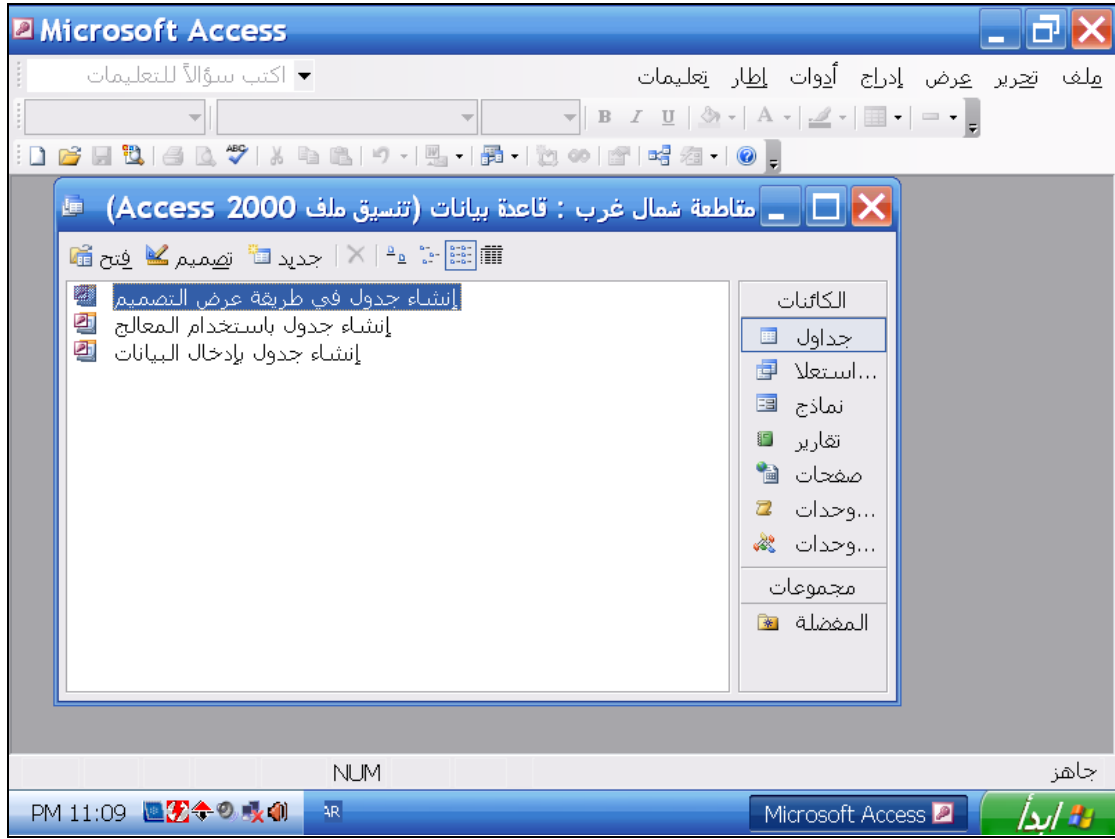 Microsoft Access
ملف تحرير عرض إدراج أدوات إطار تعليمات
اكتب سؤالاً للتعليمات
B I U A
متاطعة شمال غرب : قاعدة بيانات (تنسيق ملف Access 2000)
فتح تصميم جديد
الكائنات
جداول
استعلا...
نماذج
تقارير
صفحات
وحدات...
وحدات...
مجموعات
المفضلة
إنشاء جدول في طريقة عرض التصميم
إنشاء جدول باستخدام المعالج
إنشاء جدول بإدخال البيانات
جاهز
NUM
ابدأ
Microsoft Access
AR
PM 11:09